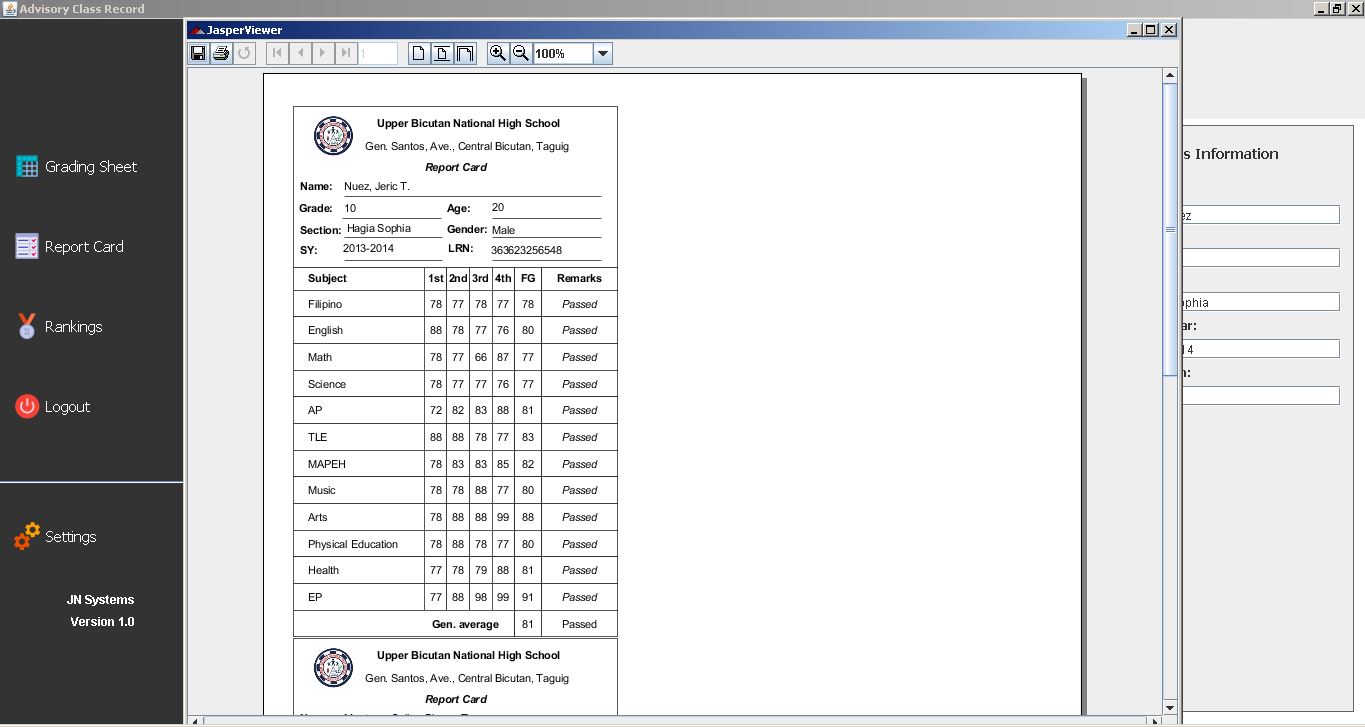 Advisory Class Record
JasperViewer
1
100%
Grading Sheet
Report Card
Rankings
Logout
Settings
JN Systems
Version 1.0
Upper Bicutan National High School
Gen. Santos, Ave., Central Bicutan, Taguig
Report Card
Name: Nuez, Jeric T.
Grade: 10 Age: 20
Section: Hagia Sophia Gender: Male
SY: 2013-2014 LRN: 363623256548
Subject 1st 2nd 3rd 4th FG Remarks
Filipino 78 77 78 77 78 Passed
English 88 78 77 76 80 Passed
Math 78 77 66 87 77 Passed
Science 78 77 77 76 77 Passed
AP 72 82 83 88 81 Passed
TLE 88 88 78 77 83 Passed
MAPEH 78 83 83 85 82 Passed
Music 78 78 88 77 80 Passed
Arts 78 88 88 99 88 Passed
Physical Education 78 88 78 77 80 Passed
Health 77 78 79 88 81 Passed
EP 77 88 98 99 91 Passed
Gen. average 81 Passed
Upper Bicutan National High School
Gen. Santos, Ave., Central Bicutan, Taguig
Report Card
s Information
ez
phia
ar:
14
n: